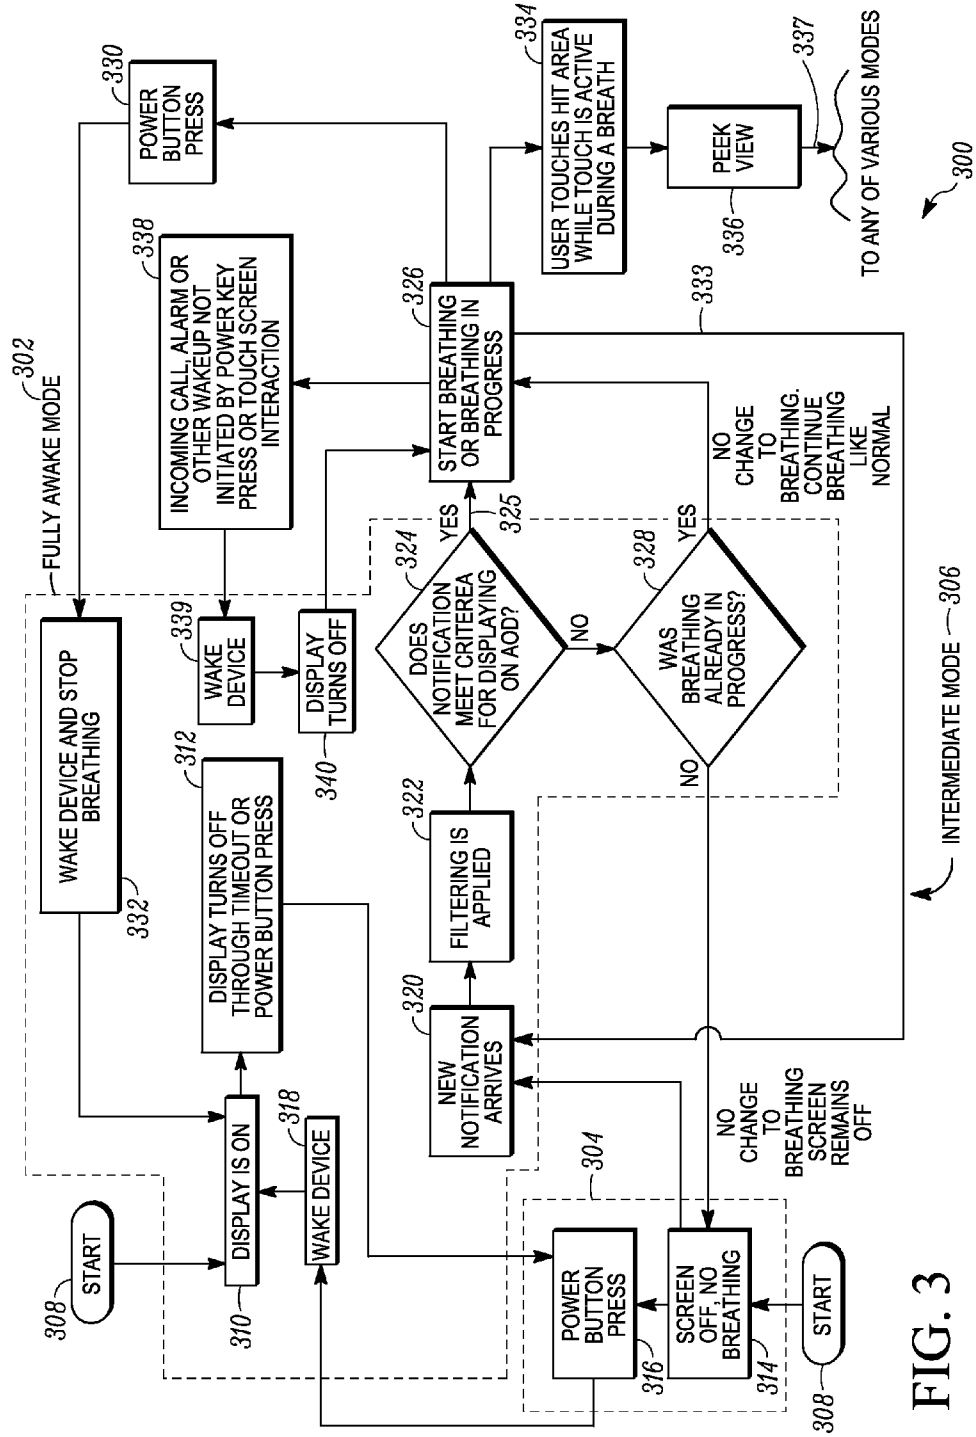 302
FULLY AWAKE MODE
330
POWER
BUTTON
PRESS
338
INCOMING CALL, ALARM OR
OTHER WAKEUP NOT
INITIATED BY POWER KEY
PRESS OR TOUCH SCREEN
INTERACTION
334
USER TOUCHES HIT AREA
WHILE TOUCH IS ACTIVE
DURING A BREATH
336
PEEK
VIEW
337
TO ANY OF VARIOUS MODES
300
326
START BREATHING
OR BREATHING IN
PROGRESS
333
332
WAKE DEVICE AND STOP
BREATHING
339
WAKE
DEVICE
340
DISPLAY
TURNS OFF
312
DISPLAY TURNS OFF
THROUGH TIMEOUT OR
POWER BUTTON PRESS
324
DOES
NOTIFICATION
MEET CRITEREA
FOR DISPLAYING
ON AOD?
YES
325
NO
328
WAS
BREATHING
ALREADY IN
PROGRESS?
YES
NO
NO
CHANGE
TO
BREATHING.
CONTINUE
BREATHING
LIKE
NORMAL
322
FILTERING IS
APPLIED
320
NEW
NOTIFICATION
ARRIVES
INTERMEDIATE MODE
306
308
START
310
DISPLAY IS ON
318
WAKE DEVICE
304
316
POWER
BUTTON
PRESS
314
SCREEN
OFF, NO
BREATHING
NO
CHANGE
TO
BREATHING
SCREEN
REMAINS
OFF
308
START
FIG. 3